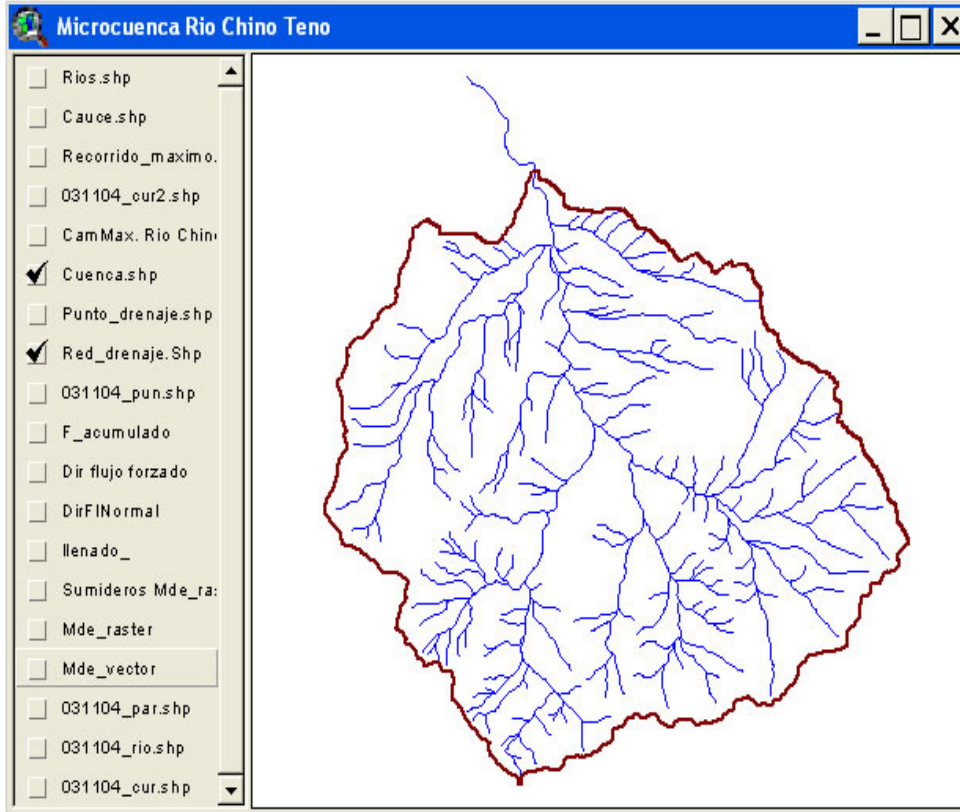 Microcuenca Rio Chino Teno
Rios.shp
Cauce.shp
Recorrido_maximo.
031104_cur2.shp
CamMax. Rio Chin
Cuenca.shp
Punto_drenaje.shp
Red_drenaje.Shp
031104_pun.shp
F_acumulado
Dir flujo forzado
DirFlNormal
llenado_
Sumideros Mde_ra
Mde_raster
Mde_vector
031104_par.shp
031104_rio.shp
031104_cur.shp